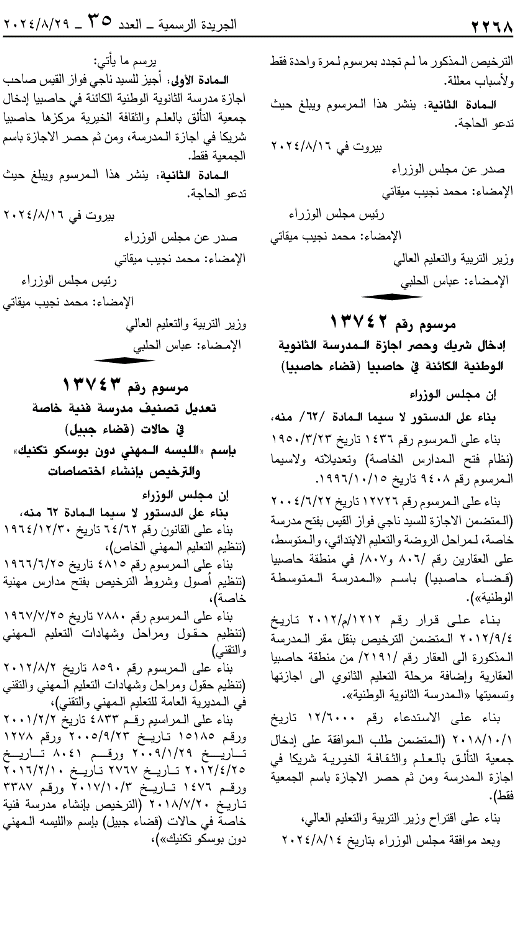 ٢٢٦٨
الجريدة الرسمية ــ العدد ٣٥ ــ ٢٠٢٤/٨/٢٩
الترخيص المذكور ما لم تجدد بمرسوم لمرة واحدة فقط
ولأسباب معللة.
المادة الثانية: ينشر هذا المرسوم ويبلغ حيث
تدعو الحاجة.
بيروت في ٢٠٢٤/٨/١٦
صدر عن مجلس الوزراء
الإمضاء: محمد نجيب ميقاتي
رئيس مجلس الوزراء
الإمضاء: محمد نجيب ميقاتي
وزير التربية والتعليم العالي
الإمضاء: عباس الحلبي
مرسوم رقم ١٣٧٤٢
إدخال شريك وحصر اجازة المدرسة الثانوية
الوطنية الكائنة في حاصبيا (قضاء حاصبيا)
إن مجلس الوزراء
بناء على الدستور لا سيما المادة /٦٢/ منه،
بناء على المرسوم رقم ١٤٣٦ تاريخ ١٩٥٠/٣/٢٣
(نظام فتح المدارس الخاصة) وتعديلاته ولاسيما
المرسوم رقم ٩٤٠٨ تاريخ ١٩٩٦/١٠/١٥.
بناء على المرسوم رقم ١٢٧٢٦ تاريخ ٢٠٠٤/٦/٢٢
(المتضمن الاجازة للسيد ناجي فواز القيس بفتح مدرسة
خاصة، لمراحل الروضة والتعليم الابتدائي، والمتوسط،
على العقارين رقم /٨٠٦ و٨٠٧/ في منطقة حاصبيا
(قضاء حاصبيا) باسم «المدرسة المتوسطة
الوطنية»).
بناء على قرار رقم ١٢١٢/م/٢٠١٢ تاريخ
٢٠١٢/٩/٤ المتضمن الترخيص بنقل مقر المدرسة
المذكورة الى العقار رقم /٢١٩١/ من منطقة حاصبيا
العقارية وإضافة مرحلة التعليم الثانوي الى اجازتها
وتسميتها «المدرسة الثانوية الوطنية».
بناء على الاستدعاء رقم ١٢/٦٠٠٠ تاريخ
٢٠١٨/١٠/١ (المتضمن طلب الموافقة على إدخال
جمعية التألق بالعلم والثقافة الخيرية شريكا في
اجازة المدرسة ومن ثم حصر الاجازة باسم الجمعية
فقط).
بناء على اقتراح وزير التربية والتعليم العالي،
وبعد موافقة مجلس الوزراء بتاريخ ٢٠٢٤/٨/١٤
يرسم ما يأتي:
المادة الأولى: أجيز للسيد ناجي فواز القيس صاحب
اجازة مدرسة الثانوية الوطنية الكائنة في حاصبيا إدخال
جمعية التألق بالعلم والثقافة الخيرية مركزها حاصبيا
شريكا في اجازة المدرسة، ومن ثم حصر الاجازة باسم
الجمعية فقط.
المادة الثانية: ينشر هذا المرسوم ويبلغ حيث
تدعو الحاجة.
بيروت في ٢٠٢٤/٨/١٦
صدر عن مجلس الوزراء
الإمضاء: محمد نجيب ميقاتي
رئيس مجلس الوزراء
الإمضاء: محمد نجيب ميقاتي
وزير التربية والتعليم العالي
الإمضاء: عباس الحلبي
مرسوم رقم ١٣٧٤٣
تعديل تصنيف مدرسة فنية خاصة
في حالات (قضاء جبيل)
بإسم «الليسه المهني دون بوسكو تكنيك»
والترخيص بإنشاء اختصاصات
إن مجلس الوزراء
بناء على الدستور لا سيما المادة ٦٢ منه،
بناء على القانون رقم ٦٤/٦٢ تاريخ ١٩٦٤/١٢/٣٠
(تنظيم التعليم المهني الخاص)،
بناء على المرسوم رقم ٤٨١٥ تاريخ ١٩٦٦/٦/٢٥
(تنظيم أصول وشروط الترخيص بفتح مدارس مهنية
خاصة)،
بناء على المرسوم رقم ٧٨٨٠ تاريخ ١٩٦٧/٧/٢٥
(تنظيم حقول ومراحل وشهادات التعليم المهني
والتقني)
بناء على المرسوم رقم ٨٥٩٠ تاريخ ٢٠١٢/٨/٢
(تنظيم حقول ومراحل وشهادات التعليم المهني والتقني
في المديرية العامة للتعليم المهني والتقني)،
بناء على المراسيم رقم ٤٨٣٣ تاريخ ٢٠٠١/٢/٢
ورقم ١٥١٨٥ تاريخ ٢٠٠٥/٩/٢٣ ورقم ١٢٧٨
تاريخ ٢٠٠٩/١/٢٩ ورقم ٨٠٤١ تاريخ
٢٠١٢/٤/٢٥ تاريخ ٢٧٦٧ تاريخ ٢٠١٦/٢/١٠
ورقم ١٤٧٦ تاريخ ٢٠١٧/١٠/٣ ورقم ٣٣٨٧
تاريخ ٢٠١٨/٧/٢٠ (الترخيص بإنشاء مدرسة فنية
خاصة في حالات (قضاء جبيل) بإسم «الليسه المهني
دون بوسكو تكنيك»)،